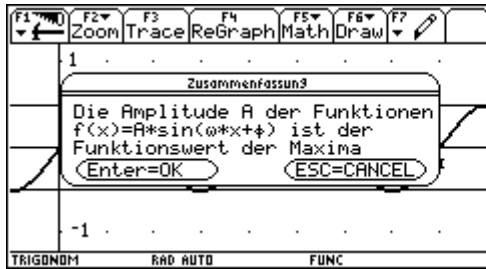 F1 F2 F3 F4 F5 F6 F7
Zoom Trace ReGraph Math Draw
1
Zusammenfassung
Die Amplitude A der Funktionen
f(x)=A*sin(ω*x+ϕ) ist der
Funktionswert der Maxima
Enter=OK ESC=CANCEL
-1
TRIGONOM RAD AUTO FUNC